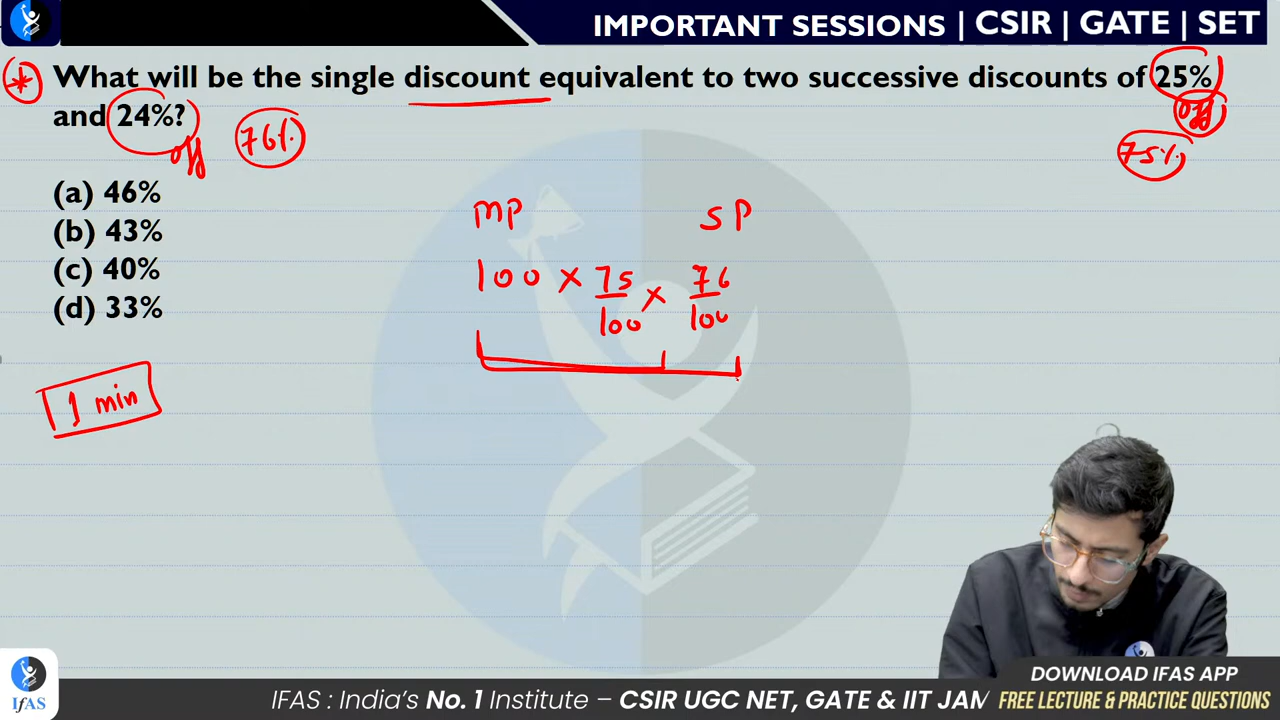 IMPORTANT SESSIONS | CSIR | GATE | SET
* What will be the single discount equivalent to two successive discounts of 25%
off
and 24%?
off
76%
75%
(a) 46%
(b) 43%
(c) 40%
(d) 33%
MP SP
100 × 75/100 × 76/100
1 min
IFAS
DOWNLOAD IFAS APP
IFAS : India's No. 1 Institute – CSIR UGC NET, GATE & IIT JAM
FREE LECTURE & PRACTICE QUESTIONS